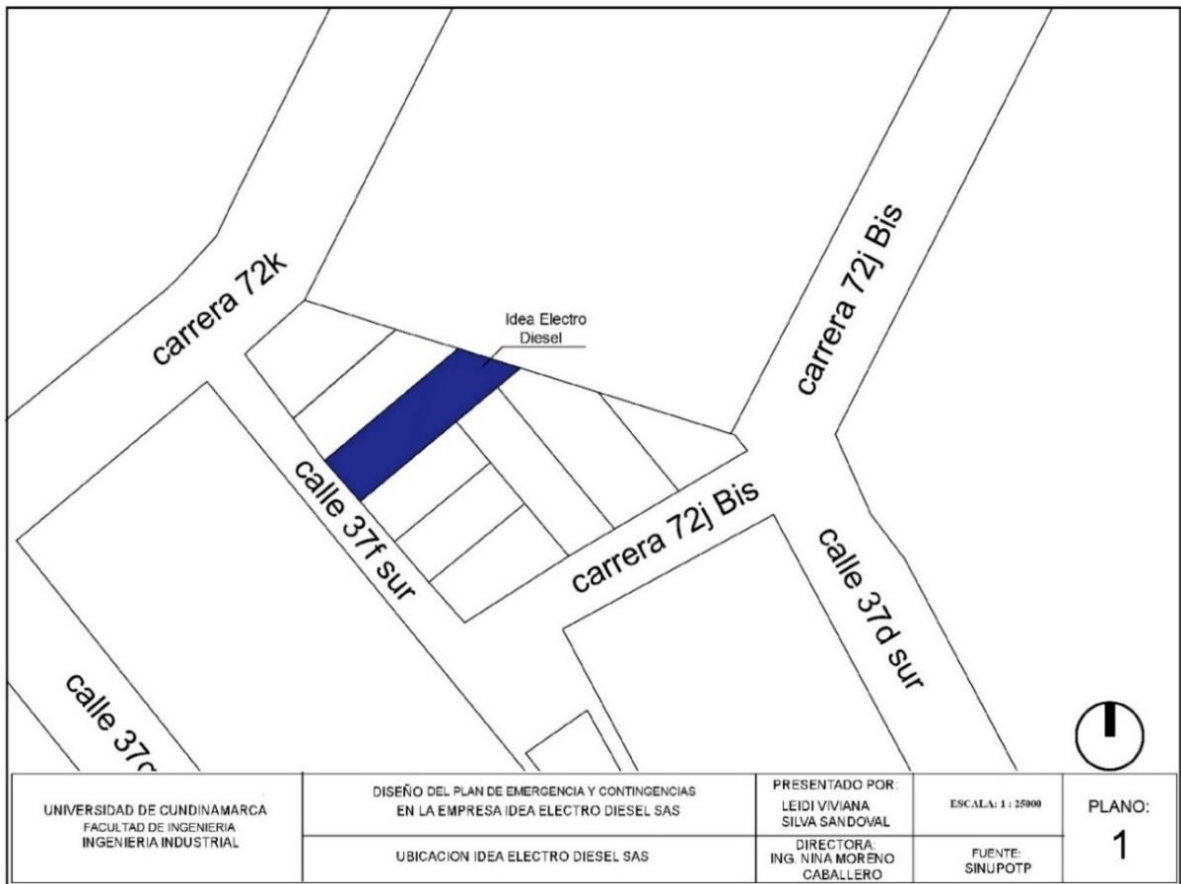 carrera 72k
Idea Electro
Diesel
carrera 72j Bis
calle 37f sur
carrera 72j Bis
calle 37d sur
UNIVERSIDAD DE CUNDINAMARCA
FACULTAD DE INGENIERIA
INGENIERIA INDUSTRIAL
DISEÑO DEL PLAN DE EMERGENCIA Y CONTINGENCIAS
EN LA EMPRESA IDEA ELECTRO DIESEL SAS
UBICACION IDEA ELECTRO DIESEL SAS
PRESENTADO POR:
LEIDI VIVIANA
SILVA SANDOVAL
DIRECTORA:
ING. NINA MORENO
CABALLERO
ESCALA: 1 : 25000
FUENTE:
SINUPOTP
PLANO:
1
calle